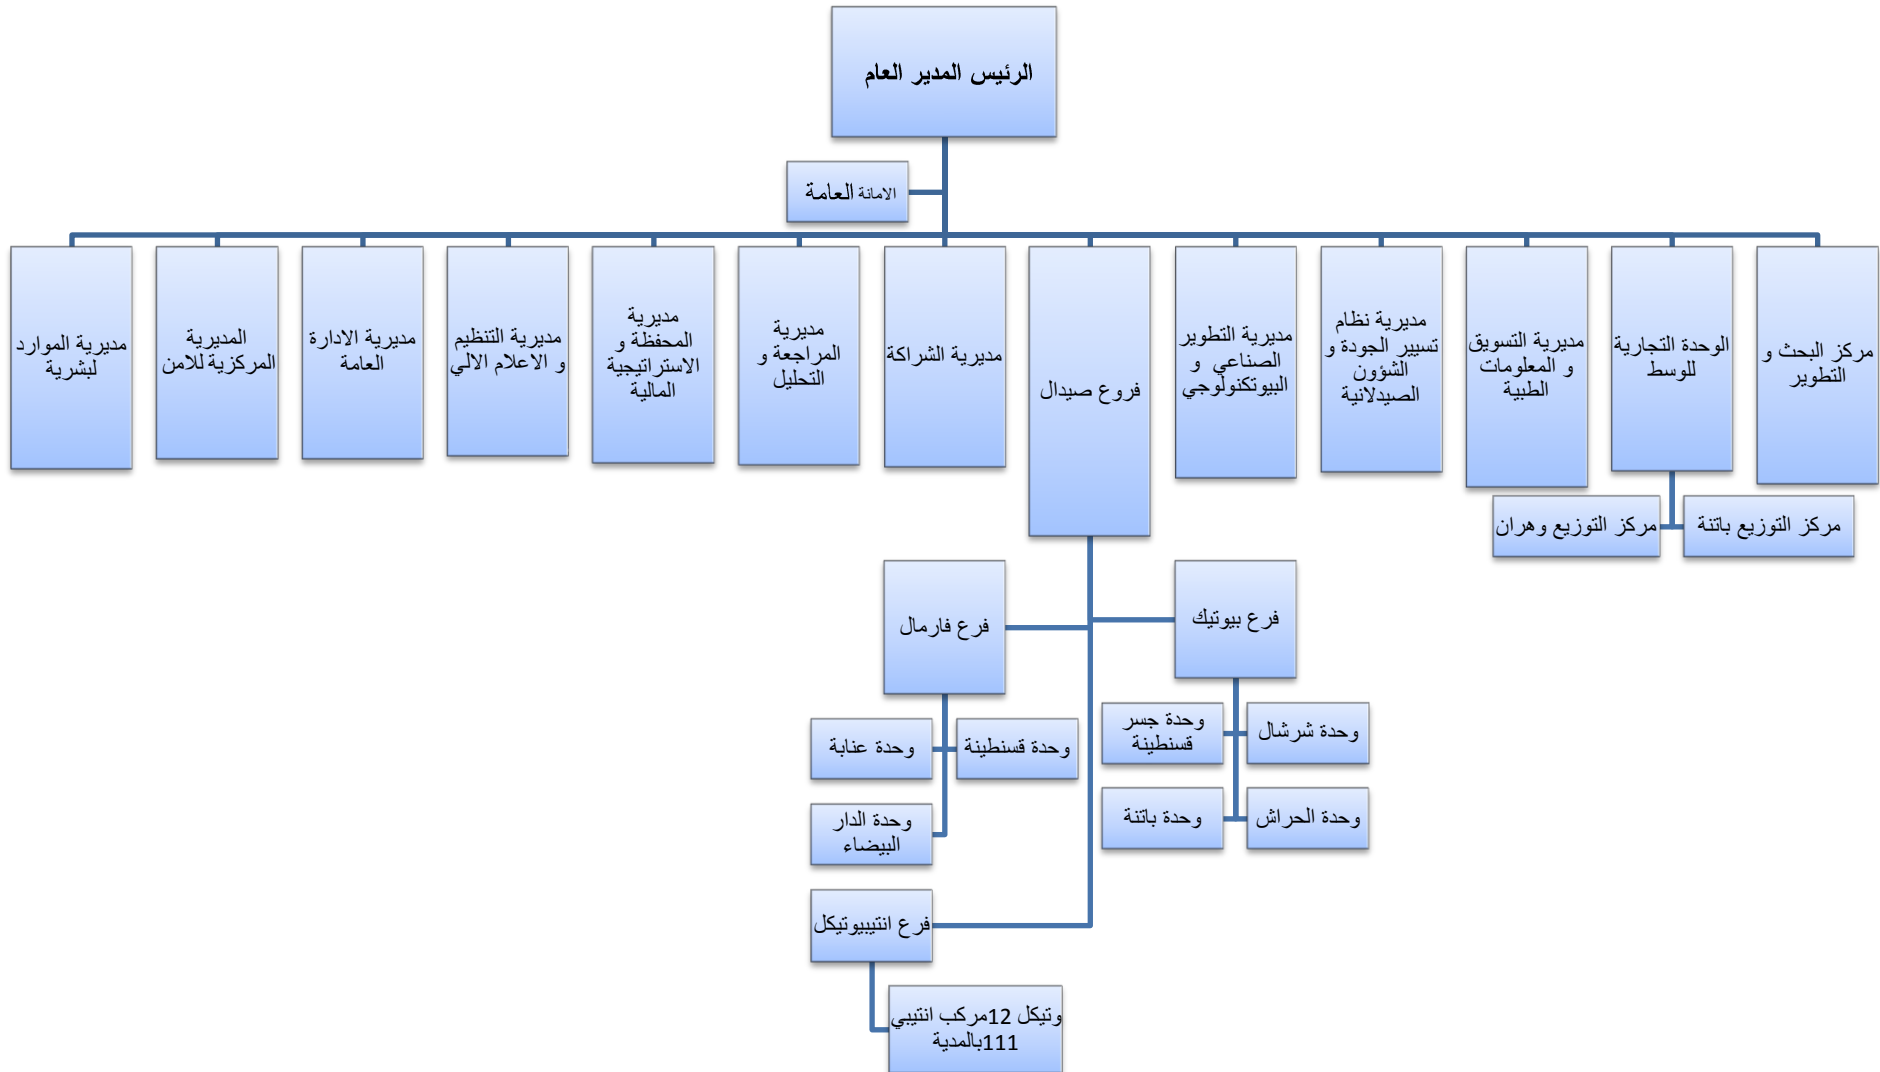 الرئيس المدير العام
الامانة العامة
مركز البحث و
التطوير
الوحدة التجارية
للوسط
مديرية التسويق
و المعلومات
الطبية
مديرية نظام
تسيير الجودة و
الشؤون
الصيدلانية
مديرية التطوير
الصناعي و
البيوتكنولوجي
فروع صيدال
مديرية الشراكة
مديرية
المراجعة و
التحليل
مديرية
المحفظة و
الاستراتيجية
المالية
مديرية التنظيم
و الاعلام الالي
مديرية الادارة
العامة
المديرية
المركزية للامن
مديرية الموارد
لبشرية
مركز التوزيع باتنة
مركز التوزيع وهران
فرع بيوتيك
فرع فارمال
وحدة شرشال
وحدة جسر
قسنطينة
وحدة الحراش
وحدة باتنة
وحدة قسنطينة
وحدة عنابة
وحدة الدار
البيضاء
فرع انتيبيوتيكل
وتيكل 12مركب انتيبي
111بالمدية